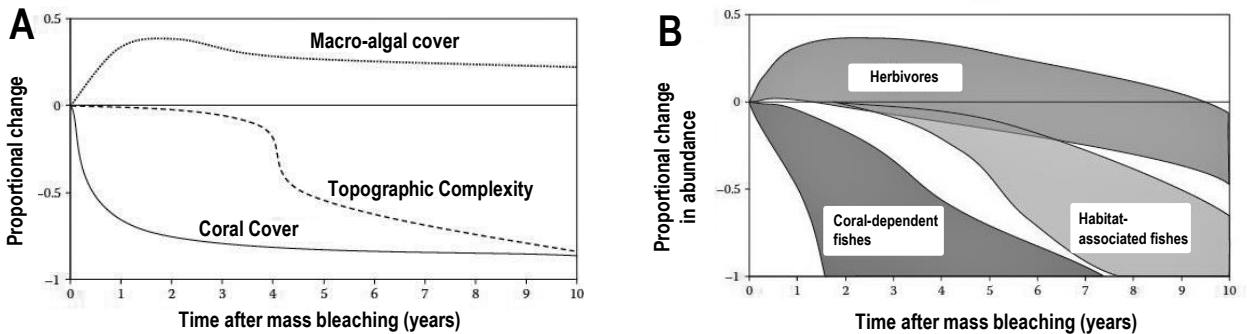 A
0.5
0
−0.5
−1
Proportional change
Macro-algal cover
Topographic Complexity
Coral Cover
0 1 2 3 4 5 6 7 8 9 10
Time after mass bleaching (years)
B
0.5
0
−0.5
−1
Proportional change
in abundance
Herbivores
Coral-dependent
fishes
Habitat-
associated fishes
0 1 2 3 4 5 6 7 8 9 10
Time after mass bleaching (years)